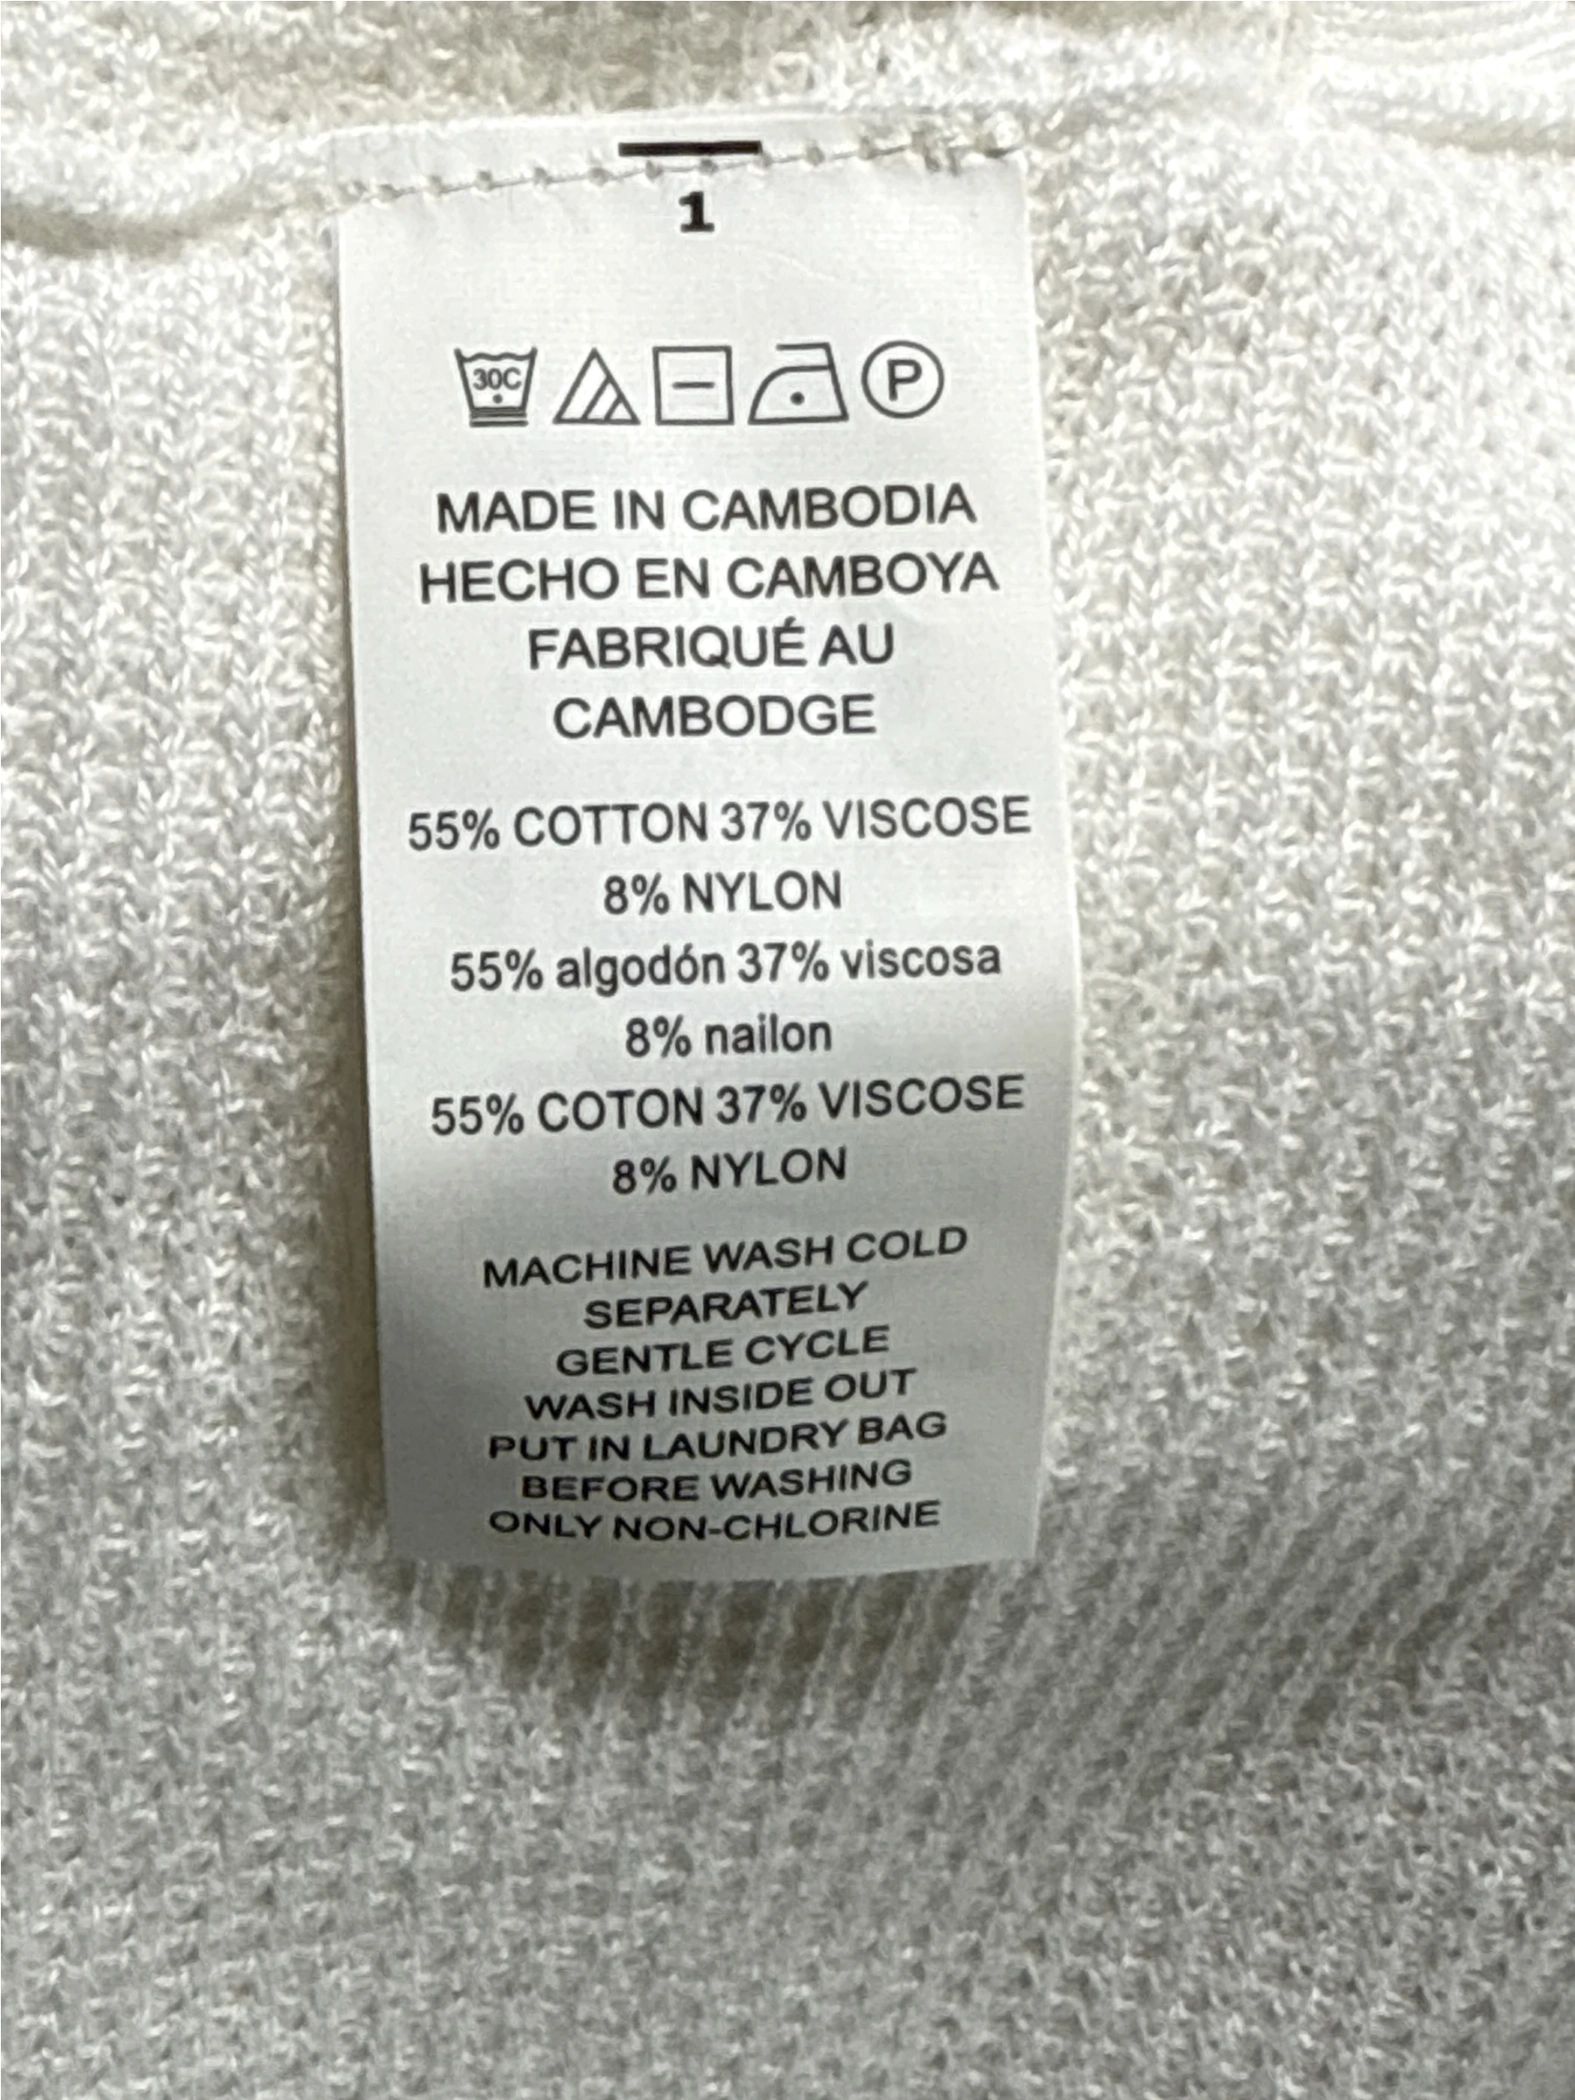 1
30C
P
MADE IN CAMBODIA
HECHO EN CAMBOYA
FABRIQUÉ AU
CAMBODGE
55% COTTON 37% VISCOSE
8% NYLON
55% algodón 37% viscosa
8% nailon
55% COTON 37% VISCOSE
8% NYLON
MACHINE WASH COLD
SEPARATELY
GENTLE CYCLE
WASH INSIDE OUT
PUT IN LAUNDRY BAG
BEFORE WASHING
ONLY NON-CHLORINE